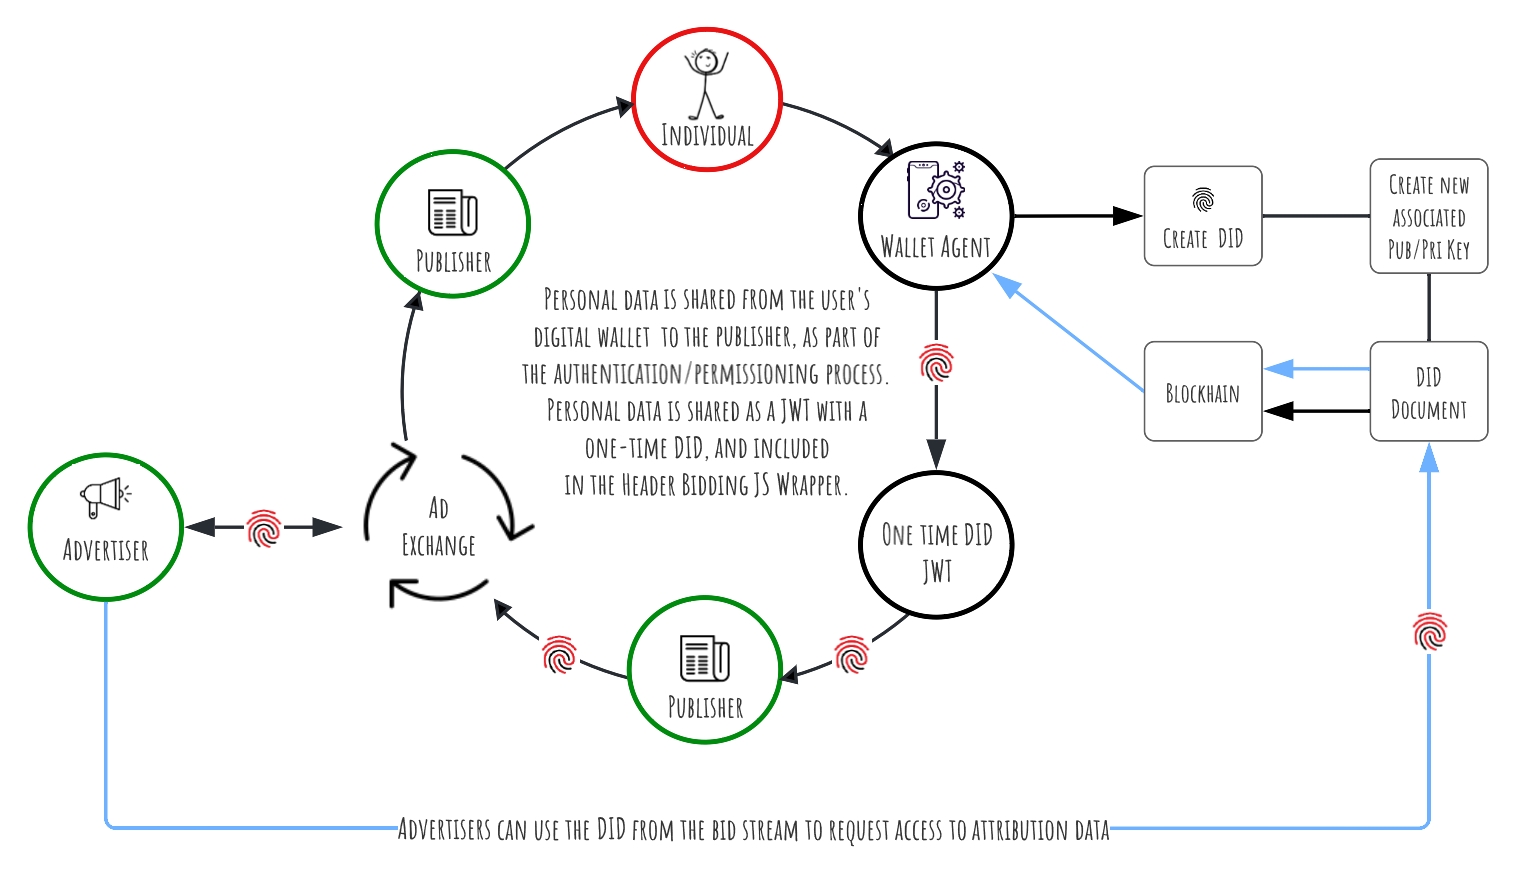 Individual
Wallet Agent
Create DID
Create new
associated
Pub/Pri Key
Publisher
Personal data is shared from the user's
digital wallet to the publisher, as part of
the authentication/permissioning process.
Personal data is shared as a JWT with a
one-time DID, and included
in the Header Bidding JS Wrapper.
Blockhain
DID
Document
Ad
Exchange
Advertiser
One time DID
JWT
Publisher
Advertisers can use the DID from the bid stream to request access to attribution data